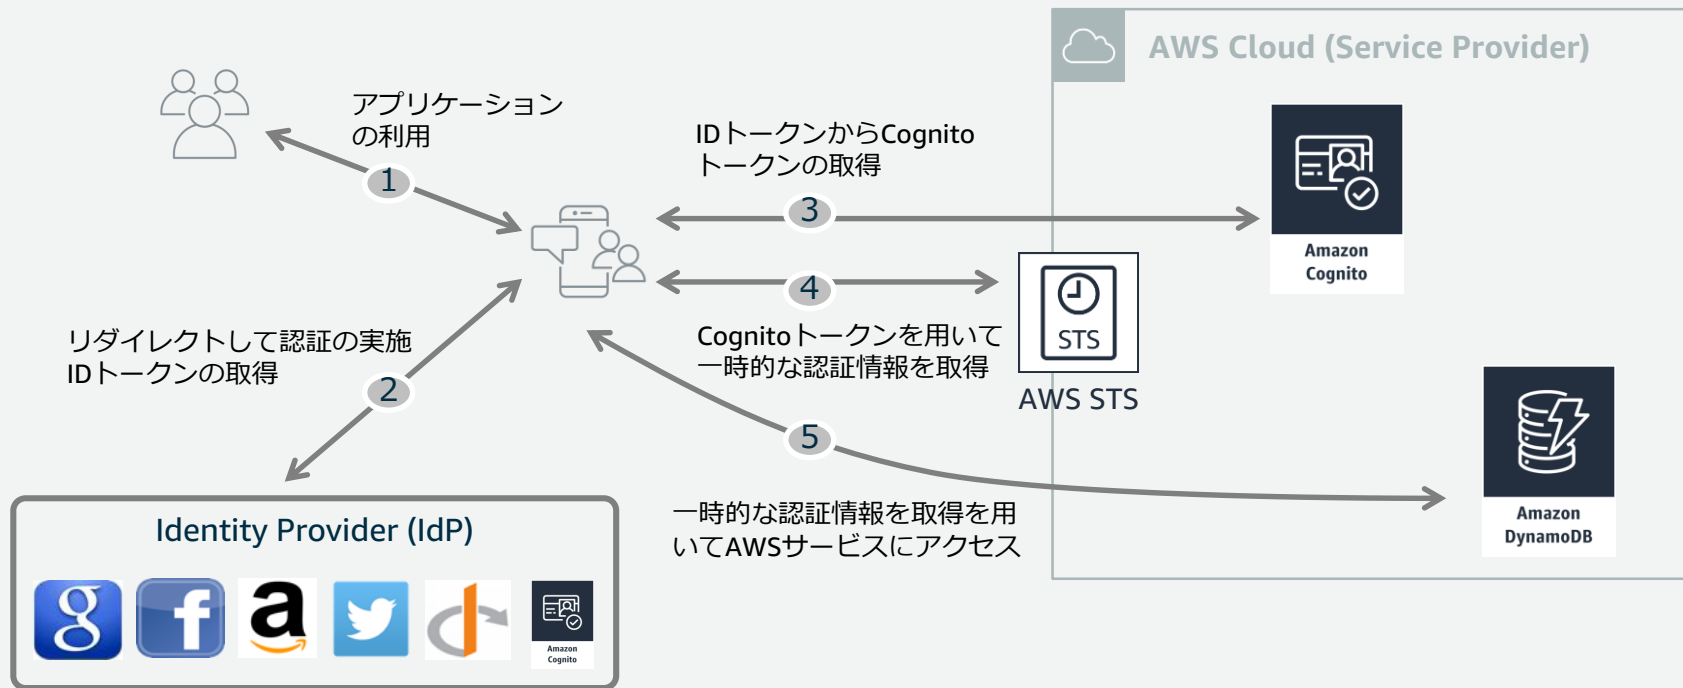 AWS Cloud (Service Provider)
アプリケーション
の利用
1
IDトークンからCognito
トークンの取得
3
Amazon
Cognito
4
Cognitoトークンを用いて
一時的な認証情報を取得
STS
AWS STS
リダイレクトして認証の実施
IDトークンの取得
2
5
一時的な認証情報を取得を用
いてAWSサービスにアクセス
Amazon
DynamoDB
Identity Provider (IdP)
g
f
a
Amazon
Cognito